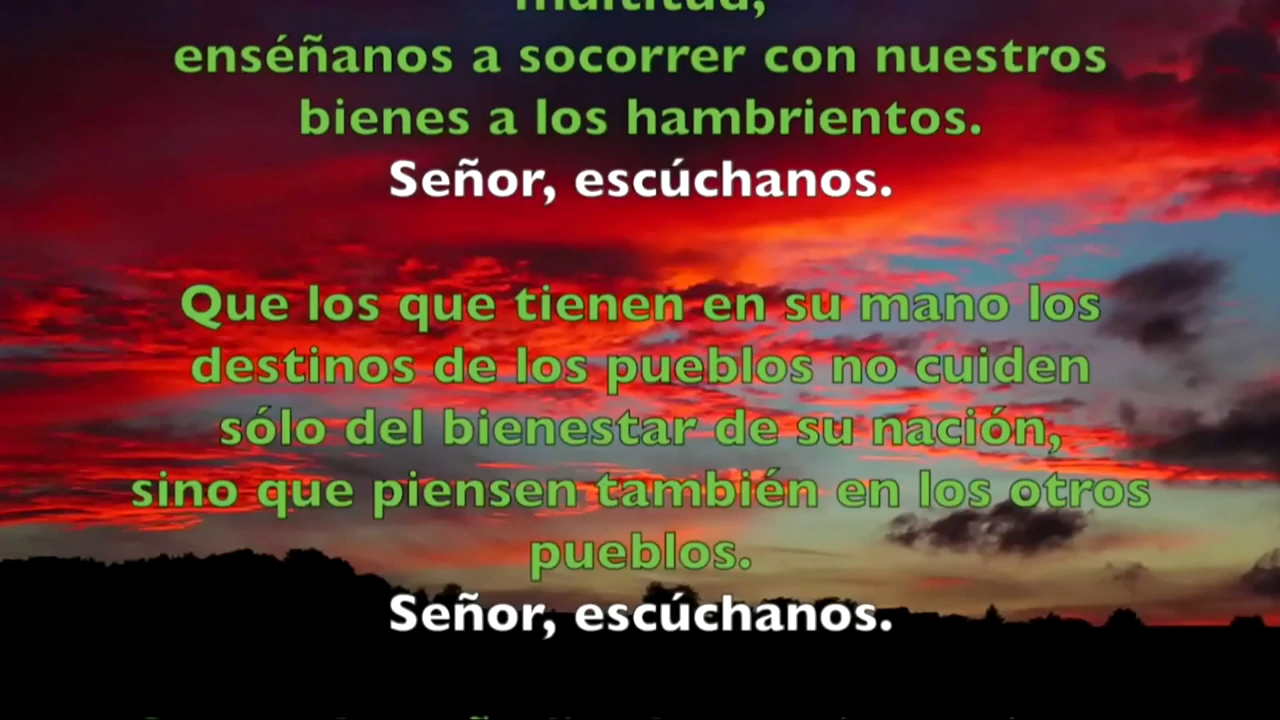 multitud,
enséñanos a socorrer con nuestros
bienes a los hambrientos.
Señor, escúchanos.
Que los que tienen en su mano los
destinos de los pueblos no cuiden
sólo del bienestar de su nación,
sino que piensen también en los otros
pueblos.
Señor, escúchanos.